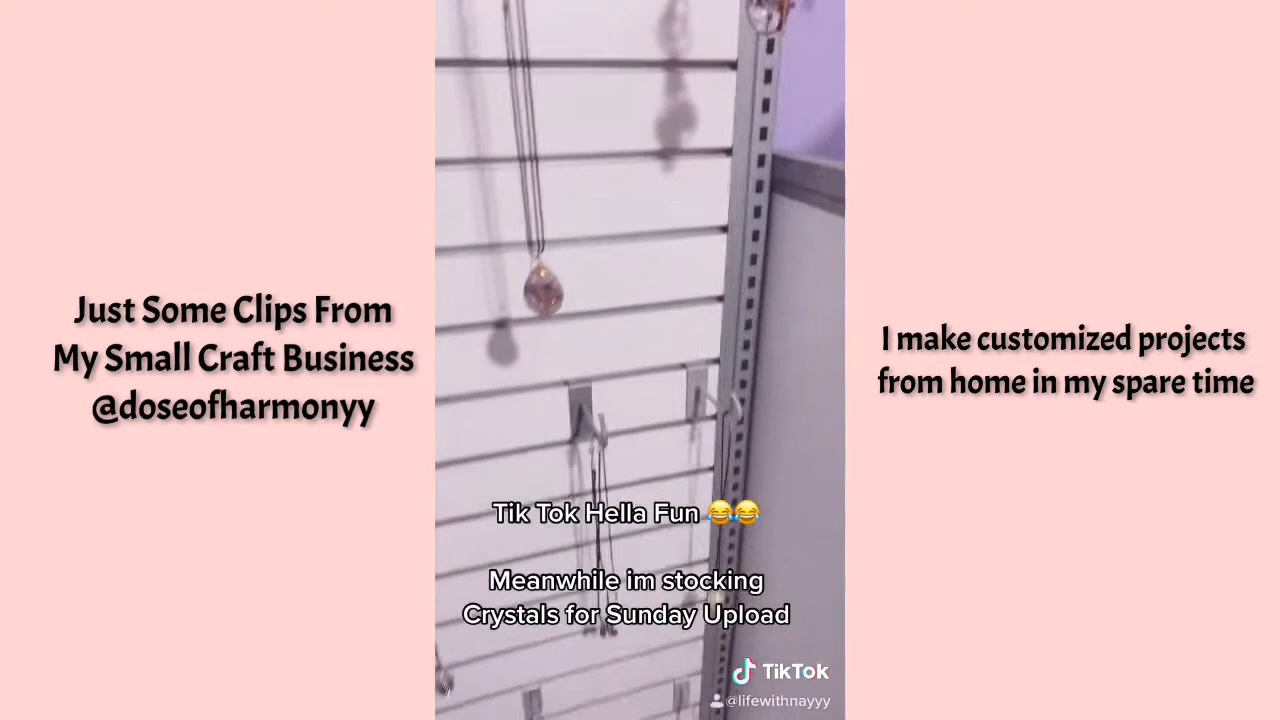 Just Some Clips From
My Small Craft Business
@doseofharmonyy
Tik Tok Hella Fun 😂😂
Meanwhile im stocking
Crystals for Sunday Upload
TikTok
@lifewithnayyy
I make customized projects
from home in my spare time